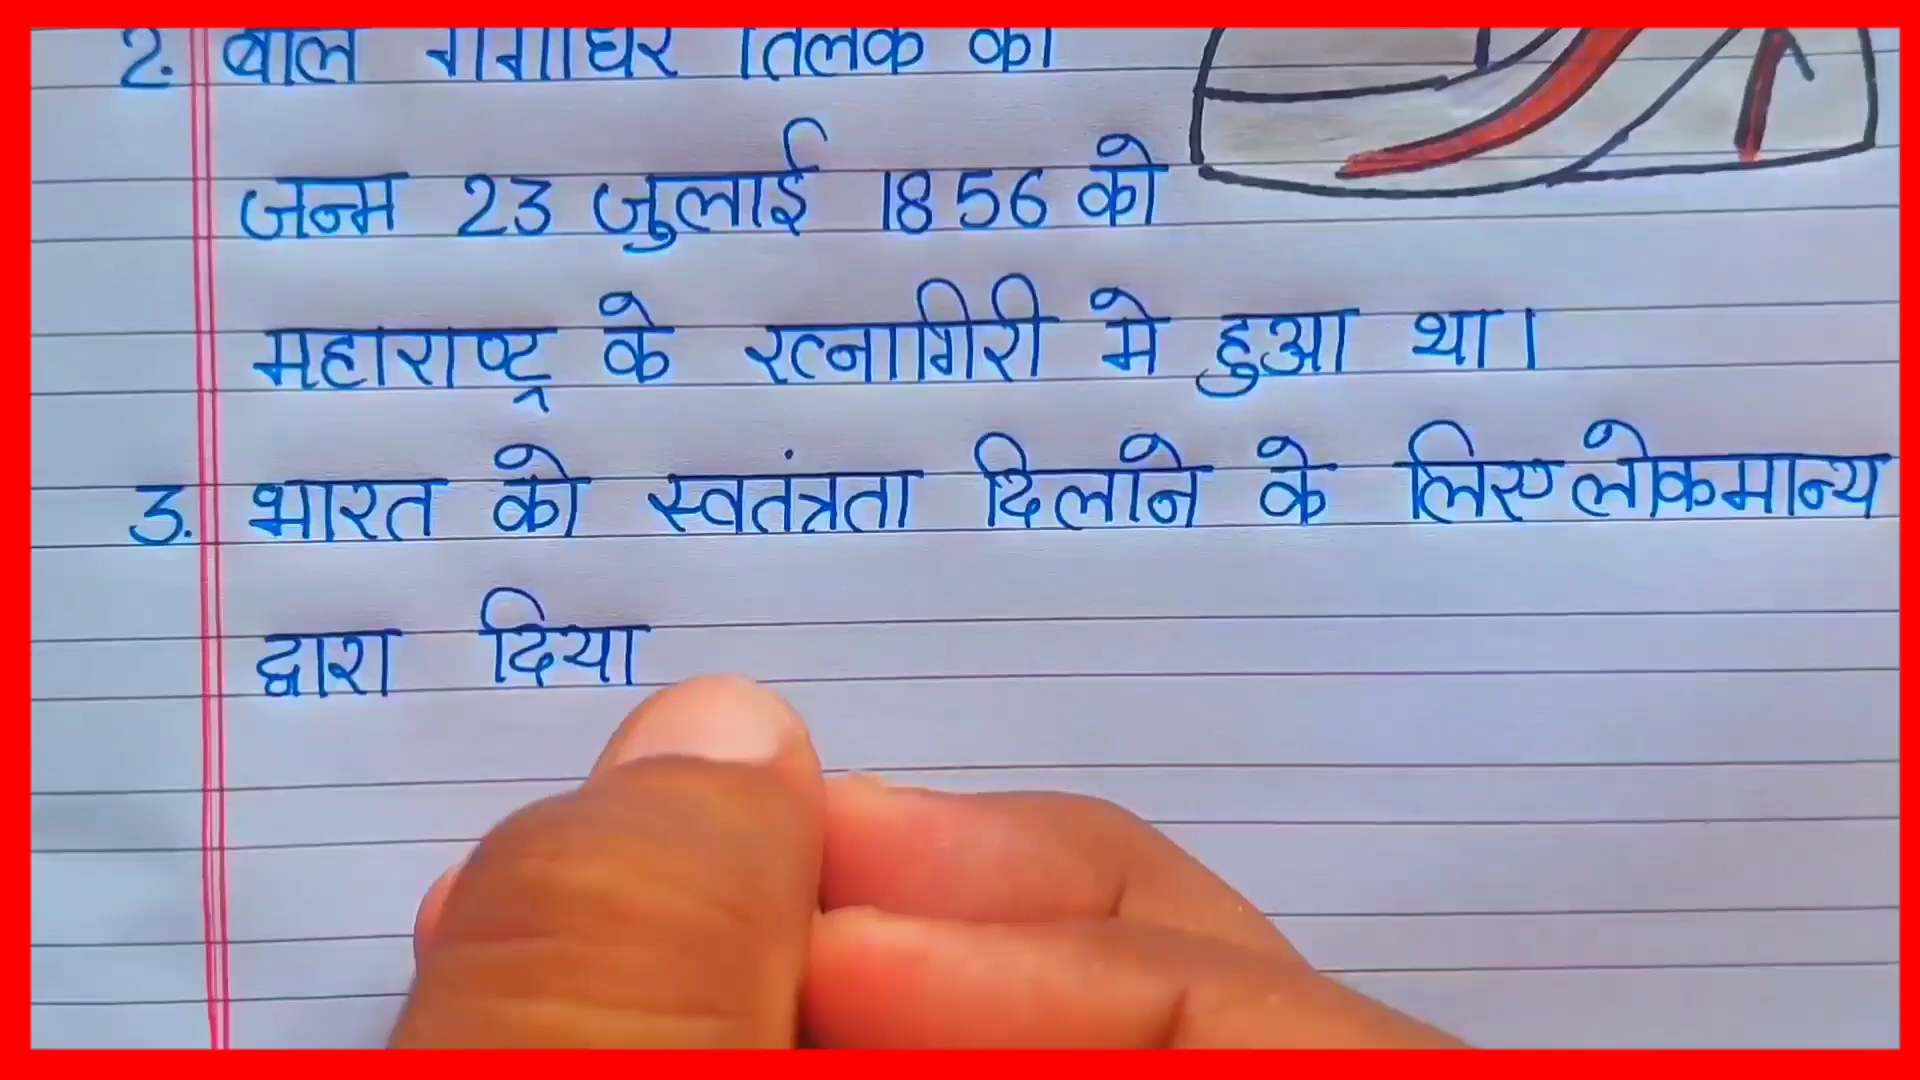 2. बाल गंगाधर तिलक का
जन्म 23 जुलाई 1856 को
महाराष्ट्र के रत्नागिरी मे हुआ था।
3. भारत को स्वतंत्रता दिलाने के लिए लोकमान्य
द्वारा दिया